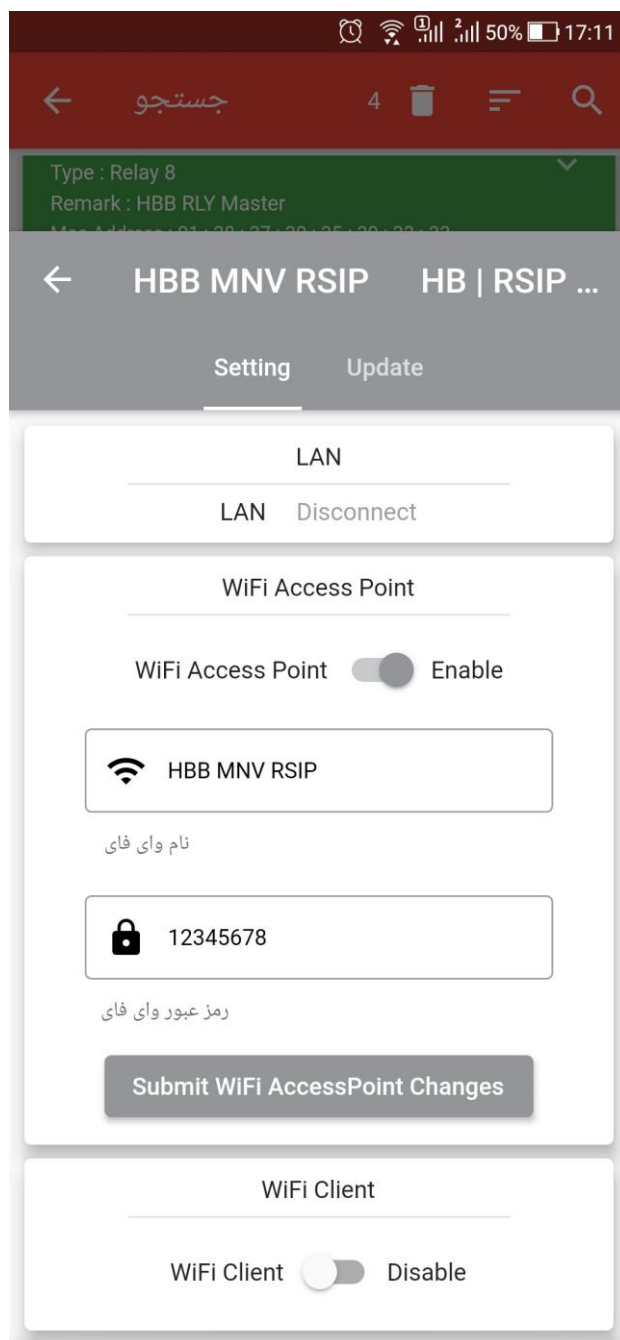 50% 17:11
جستجو 4
Type : Relay 8
Remark : HBB RLY Master
HBB MNV RSIP HB | RSIP ...
Setting Update
LAN
LAN Disconnect
WiFi Access Point
WiFi Access Point Enable
HBB MNV RSIP
نام وای فای
12345678
رمز عبور وای فای
Submit WiFi AccessPoint Changes
WiFi Client
WiFi Client Disable